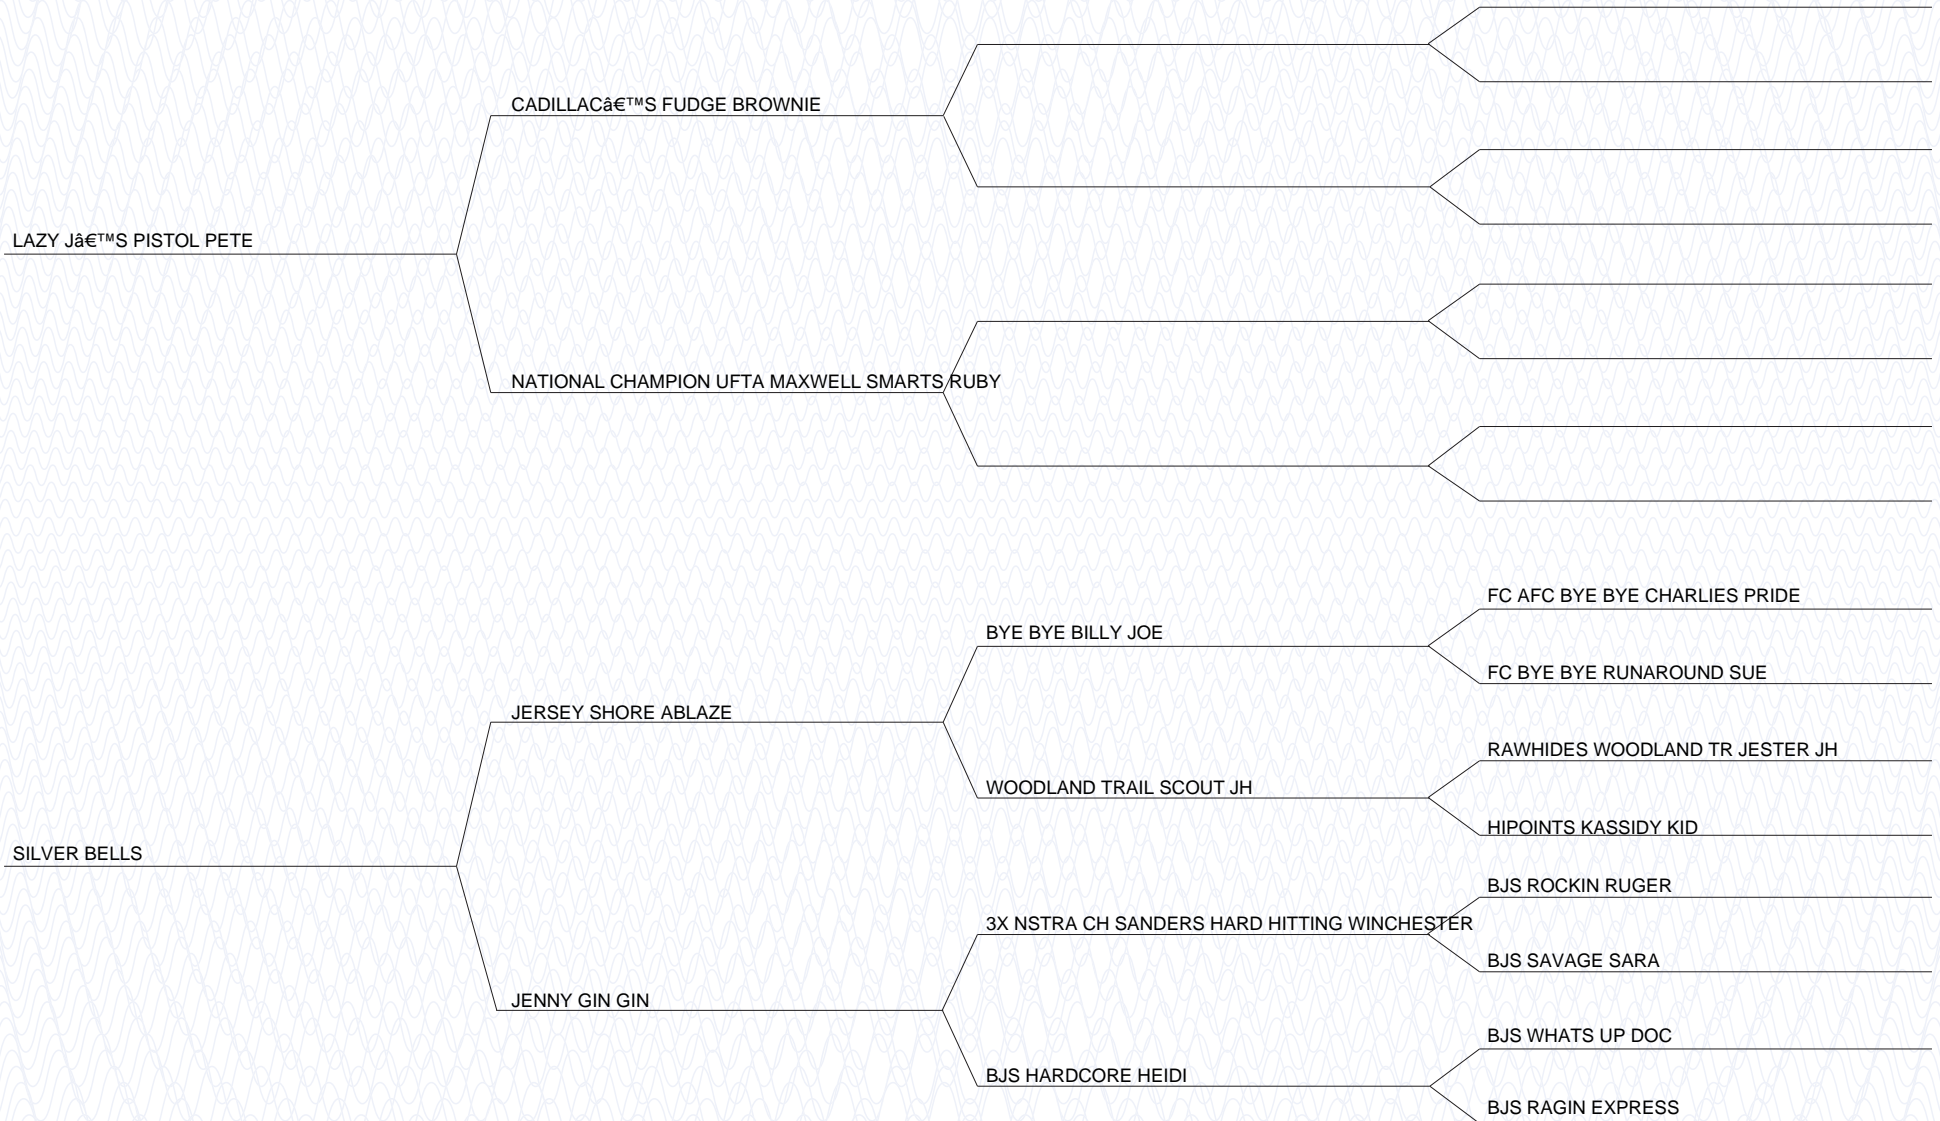 CADILLACâ€™S FUDGE BROWNIE
LAZY Jâ€™S PISTOL PETE
NATIONAL CHAMPION UFTA MAXWELL SMARTS RUBY
FC AFC BYE BYE CHARLIES PRIDE
BYE BYE BILLY JOE
FC BYE BYE RUNAROUND SUE
JERSEY SHORE ABLAZE
RAWHIDES WOODLAND TR JESTER JH
WOODLAND TRAIL SCOUT JH
HIPOINTS KASSIDY KID
SILVER BELLS
BJS ROCKIN RUGER
3X NSTRA CH SANDERS HARD HITTING WINCHESTER
BJS SAVAGE SARA
JENNY GIN GIN
BJS WHATS UP DOC
BJS HARDCORE HEIDI
BJS RAGIN EXPRESS